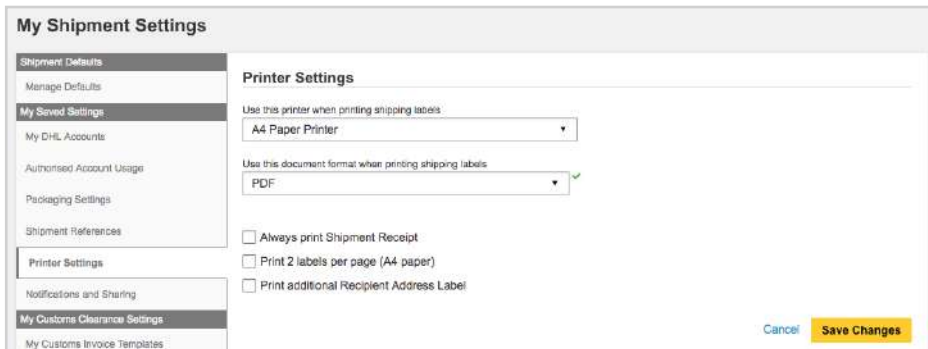 My Shipment Settings
Shipment Defaults
Manage Defaults
My Saved Settings
My DHL Accounts
Authorised Account Usage
Packaging Settings
Shipment References
Printer Settings
Notifications and Sharing
My Customs Clearance Settings
My Customs Invoice Templates
Printer Settings
Use this printer when printing shipping labels
A4 Paper Printer
Use this document format when printing shipping labels
PDF
Always print Shipment Receipt
Print 2 labels per page (A4 paper)
Print additional Recipient Address Label
Cancel Save Changes